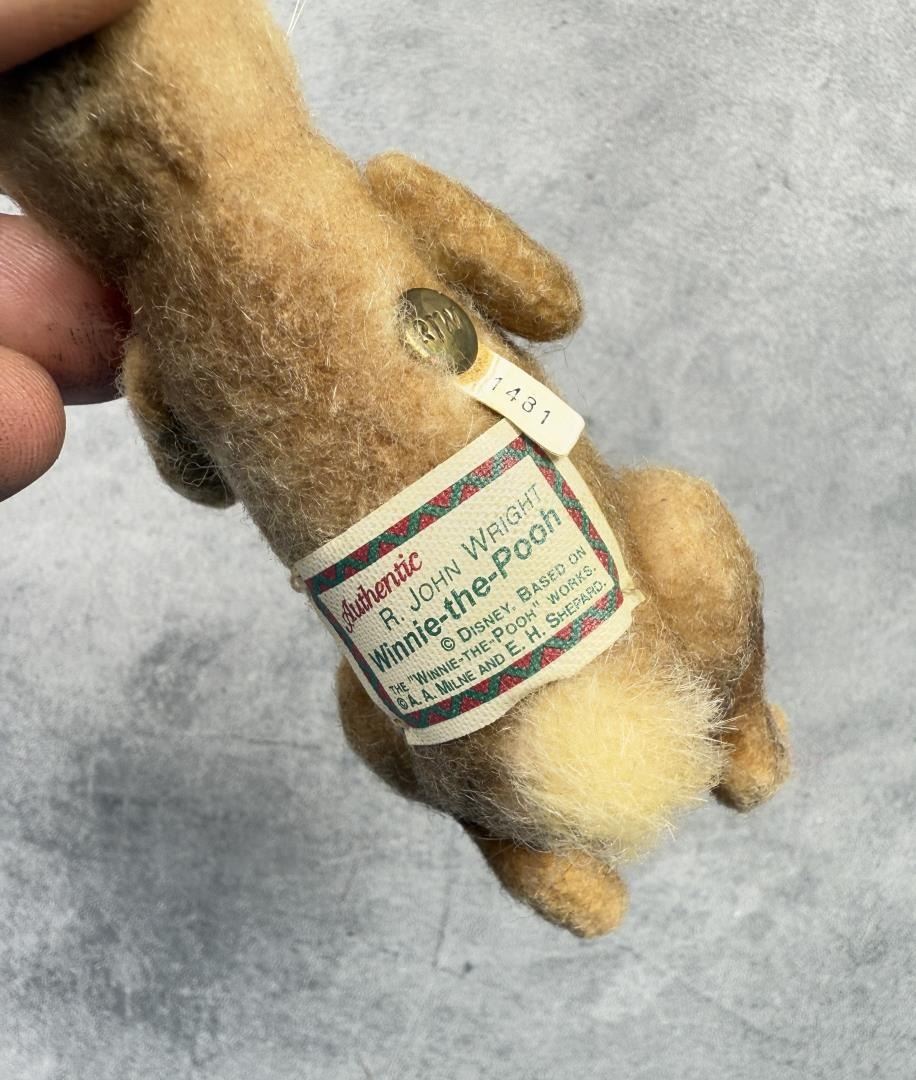 RJW
1481
Authentic
R. JOHN WRIGHT
Winnie-the-Pooh
© DISNEY, BASED ON
THE "WINNIE-THE-POOH" WORKS.
© A. A. MILNE AND E. H. SHEPARD.